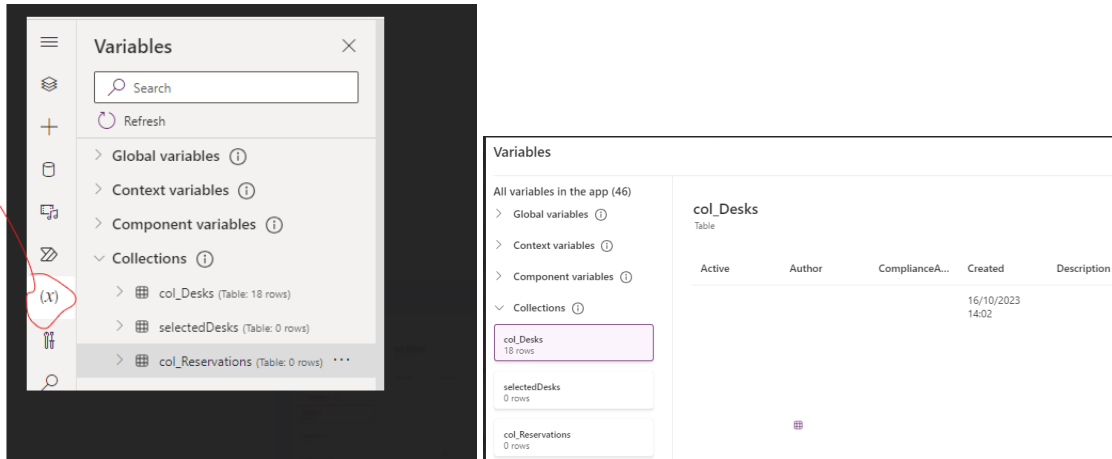 Variables
Search
Refresh
Global variables
Context variables
Component variables
Collections
col_Desks (Table: 18 rows)
selectedDesks (Table: 0 rows)
col_Reservations (Table: 0 rows) ...
(x)
Variables
All variables in the app (46)
Global variables
Context variables
Component variables
Collections
col_Desks
18 rows
selectedDesks
0 rows
col_Reservations
0 rows
col_Desks
Table
Active Author ComplianceA... Created Description
16/10/2023
14:02